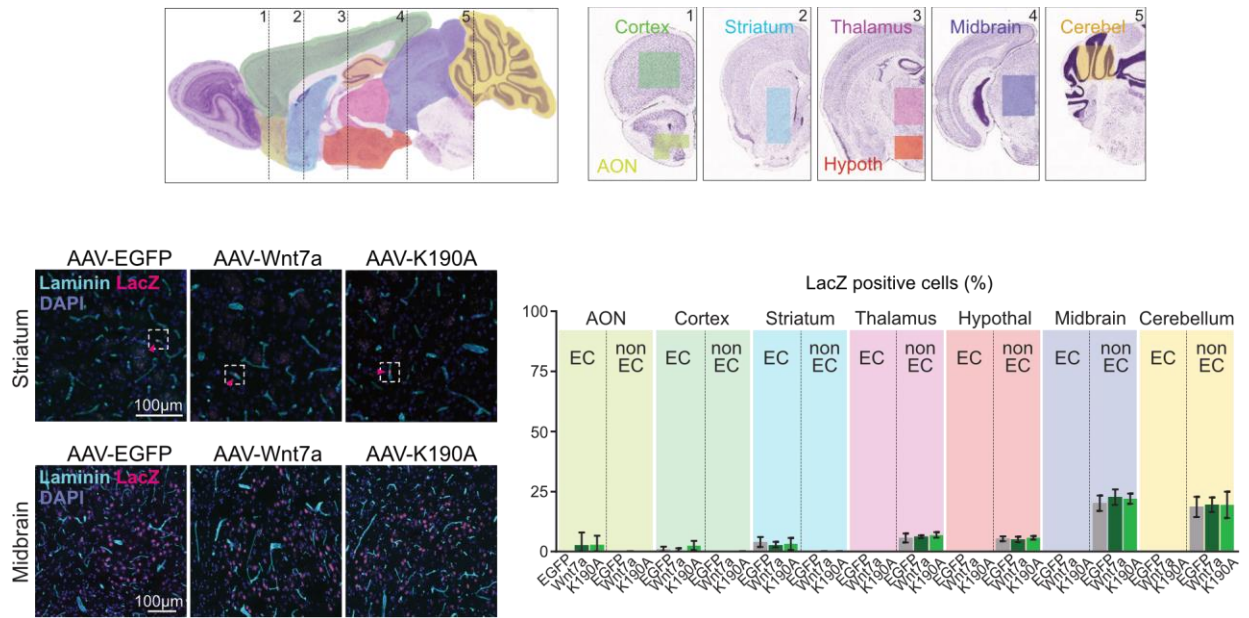 1 2 3 4 5
Cortex 1
AON
Striatum 2
Thalamus 3
Hypoth
Midbrain 4
Cerebel 5
AAV-EGFP AAV-Wnt7a AAV-K190A
Striatum
Laminin LacZ
DAPI
100µm
AAV-EGFP AAV-Wnt7a AAV-K190A
Midbrain
Laminin LacZ
DAPI
100µm
LacZ positive cells (%)
100
75
50
25
0
AON Cortex Striatum Thalamus Hypothal Midbrain Cerebellum
EC non EC EC non EC EC non EC EC non EC EC non EC EC non EC EC non EC
EGFP Wnt7a K190A EGFP Wnt7a K190A EGFP Wnt7a K190A EGFP Wnt7a K190A EGFP Wnt7a K190A EGFP Wnt7a K190A EGFP Wnt7a K190A EGFP Wnt7a K190A EGFP Wnt7a K190A EGFP Wnt7a K190A EGFP Wnt7a K190A EGFP Wnt7a K190A EGFP Wnt7a K190A EGFP Wnt7a K190A